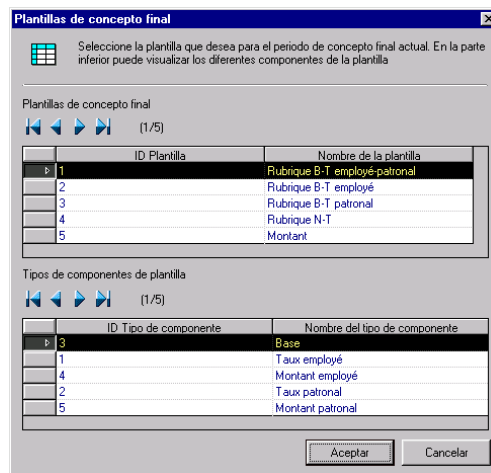 Plantillas de concepto final
Seleccione la plantilla que desea para el periodo de concepto final actual. En la parte
inferior puede visualizar los diferentes componentes de la plantilla
Plantillas de concepto final
(1/5)
ID Plantilla Nombre de la plantilla
1 Rubrique B-T employé-patronal
2 Rubrique B-T employé
3 Rubrique B-T patronal
4 Rubrique N-T
5 Montant
Tipos de componentes de plantilla
(1/5)
ID Tipo de componente Nombre del tipo de componente
3 Base
1 Taux employé
4 Montant employé
2 Taux patronal
5 Montant patronal
Aceptar Cancelar